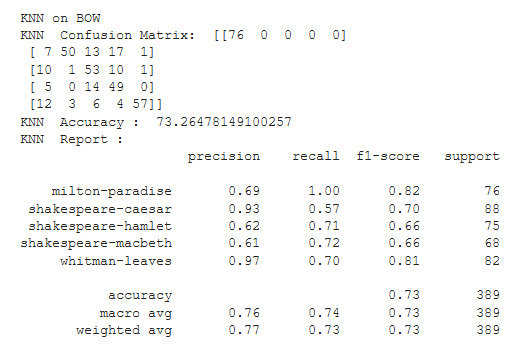 KNN on BOW
KNN  Confusion Matrix:  [[76  0  0  0  0]
 [ 7 50 13 17  1]
 [10  1 53 10  1]
 [ 5  0 14 49  0]
 [12  3  6  4 57]]
KNN  Accuracy :  73.26478149100257
KNN  Report :
                     precision    recall  f1-score   support

    milton-paradise       0.69      1.00      0.82        76
 shakespeare-caesar       0.93      0.57      0.70        88
 shakespeare-hamlet       0.62      0.71      0.66        75
shakespeare-macbeth       0.61      0.72      0.66        68
     whitman-leaves       0.97      0.70      0.81        82

           accuracy                           0.73       389
          macro avg       0.76      0.74      0.73       389
       weighted avg       0.77      0.73      0.73       389